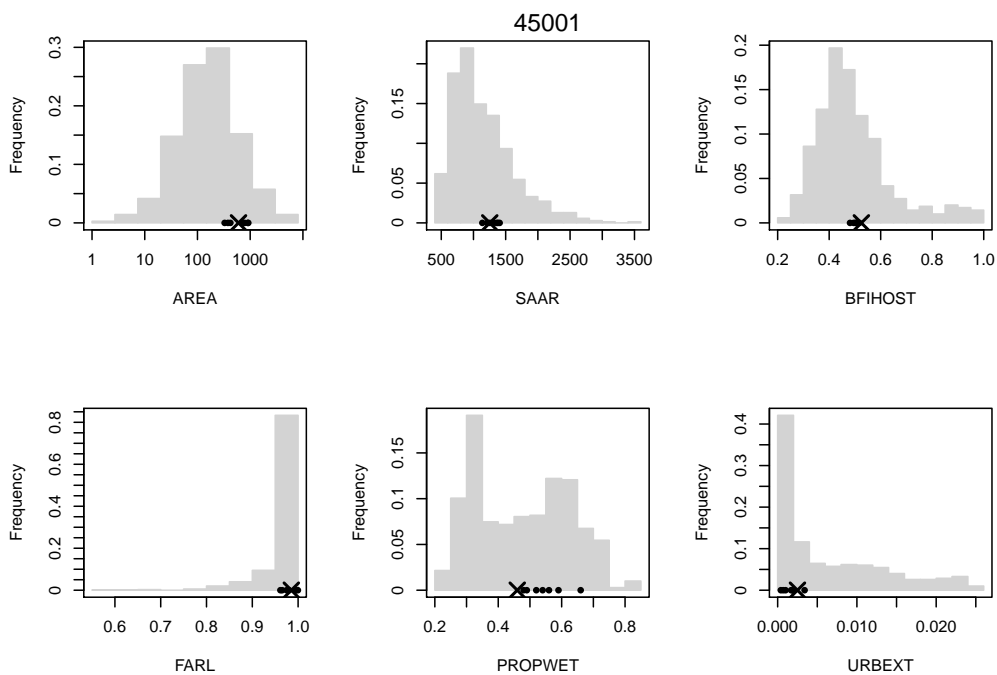 45001
Frequency
0 0.1 0.2 0.3
1 10 100 1000
AREA
Frequency
0 0.05 0.15
500 1500 2500 3500
SAAR
Frequency
0 0.05 0.1 0.15 0.2
0.2 0.4 0.6 0.8 1.0
BFIHOST
Frequency
0 0.2 0.4 0.6 0.8
0.6 0.7 0.8 0.9 1.0
FARL
Frequency
0 0.05 0.1 0.15
0.2 0.4 0.6 0.8
PROPWET
Frequency
0 0.1 0.2 0.3 0.4
0.000 0.010 0.020
URBEXT